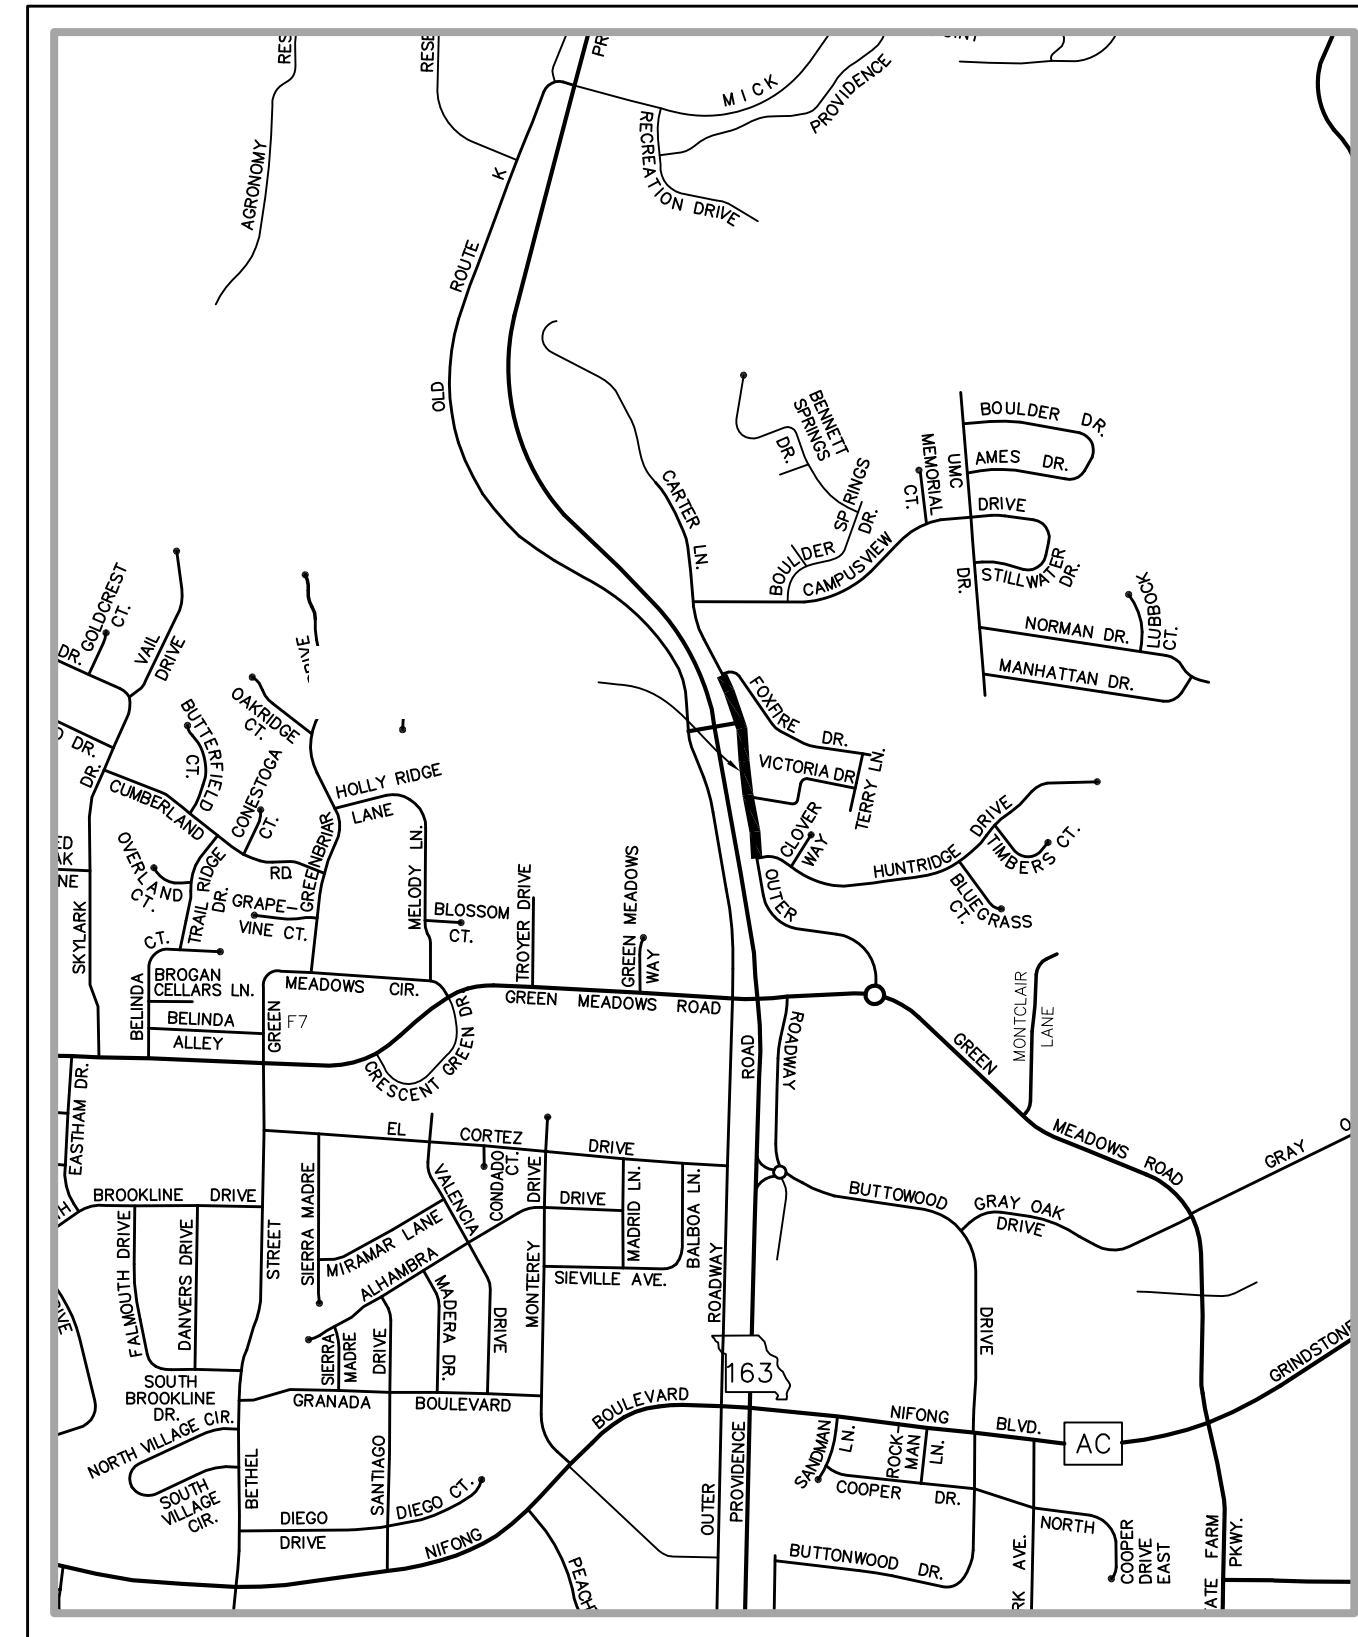 MICK
PROVIDENCE
RECREATION DRIVE
AGRONOMY
K
ROUTE
OLD
BENNETT
SPRINGS
DR.
CARTER
LN.
BOULDER
SPRINGS
DR.
CAMPUSVIEW
MEMORIAL
CT.
UMC
DRIVE
DR.
BOULDER DR.
AMES DR.
STILLWATER
DR.
NORMAN DR.
LUBBOCK
CT.
MANHATTAN DR.
GOLDCREST
CT.
DR.
VAIL
DRIVE
DRIVE
OAKRIDGE
CT.
BUTTERFIELD
CT.
DR.
DR.
CUMBERLAND
RD.
CONESTOGA
CT.
HOLLY RIDGE
LANE
GREENBRIAR
OVERLAND
CT.
TRAIL RIDGE
DR.
GRAPE-
VINE CT.
MELODY LN.
BLOSSOM
CT.
TROYER DRIVE
GREEN MEADOWS
WAY
FOXFIRE
DR.
VICTORIA DR
TERRY LN.
CLOVER
WAY
HUNTRIDGE
DRIVE
TIMBERS CT.
BLUEGRASS
CT.
OUTER
SKYLARK
CT.
BELINDA
BROGAN
CELLARS LN.
BELINDA
ALLEY
GREEN
F7
MEADOWS CIR.
GREEN MEADOWS ROAD
CRESCENT GREEN DR.
ROAD
ROADWAY
MONTCLAIR
LANE
GREEN
MEADOWS ROAD
GRAY
EASTHAM DR.
EL
CORTEZ
DRIVE
CONDADO
CT.
VALENCIA
DRIVE
SIERRA MADRE
BROOKLINE DRIVE
FALMOUTH DRIVE
DANVERS DRIVE
STREET
MIRAMAR LANE
ALHAMBRA
DRIVE
MADRID LN.
BALBOA LN.
MONTEREY
DRIVE
SIEVILLE AVE.
ROADWAY
MADERA DR.
SIERRA
MADRE
DRIVE
BUTTOWOOD
DRIVE
GRAY OAK
DRIVE
163
SOUTH
BROOKLINE
DR.
GRANADA
BOULEVARD
NORTH VILLAGE CIR.
SOUTH
VILLAGE
CIR.
BETHEL
SANTIAGO
DIEGO
DRIVE
DIEGO CT.
NIFONG
BOULEVARD
NIFONG
BLVD.
AC
GRINDSTONE
SANDMAN
LN.
ROCK-
MAN
LN.
COOPER DR.
NORTH
COOPER
DRIVE
EAST
OUTER
PROVIDENCE
BUTTONWOOD DR.
PEACH
AVE.
FARM
PKWY.